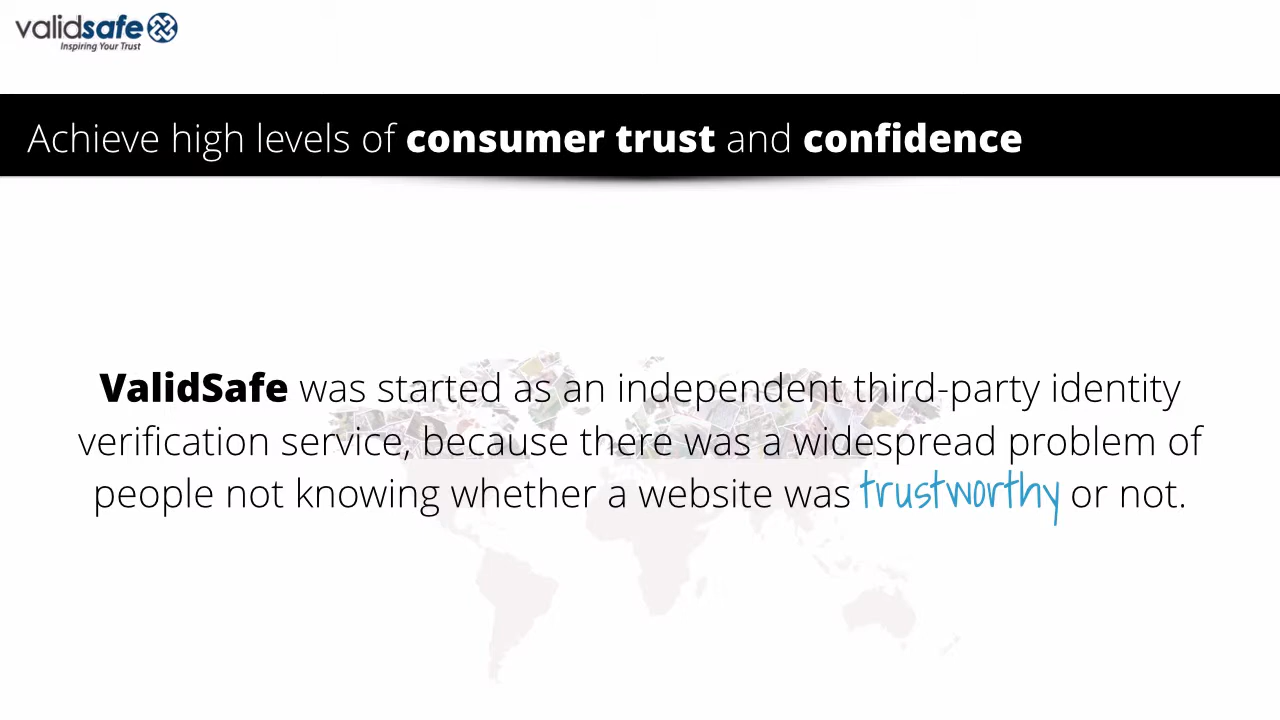 validsafe
Inspiring Your Trust
Achieve high levels of consumer trust and confidence
ValidSafe was started as an independent third-party identity
verification service, because there was a widespread problem of
people not knowing whether a website was trustworthy or not.